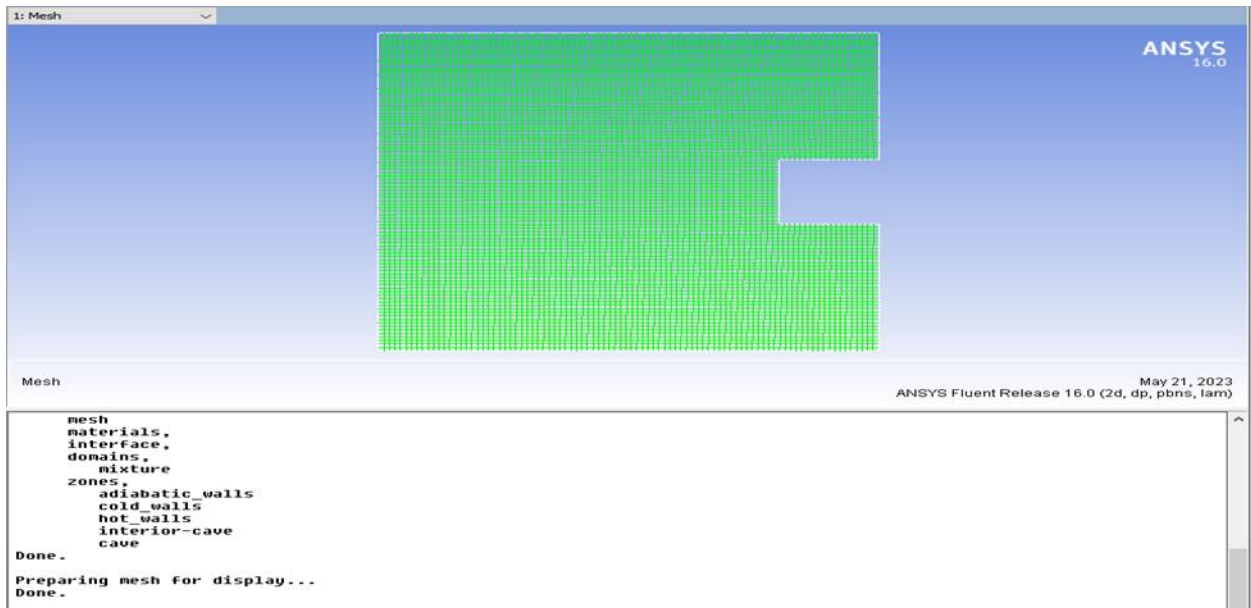 1: Mesh
ANSYS
16.0
Mesh
May 21, 2023
ANSYS Fluent Release 16.0 (2d, dp, pbns, lam)
mesh
materials,
interface,
domains,
mixture
zones,
adiabatic_walls
cold_walls
hot_walls
interior-cave
cave
Done.
Preparing mesh for display...
Done.